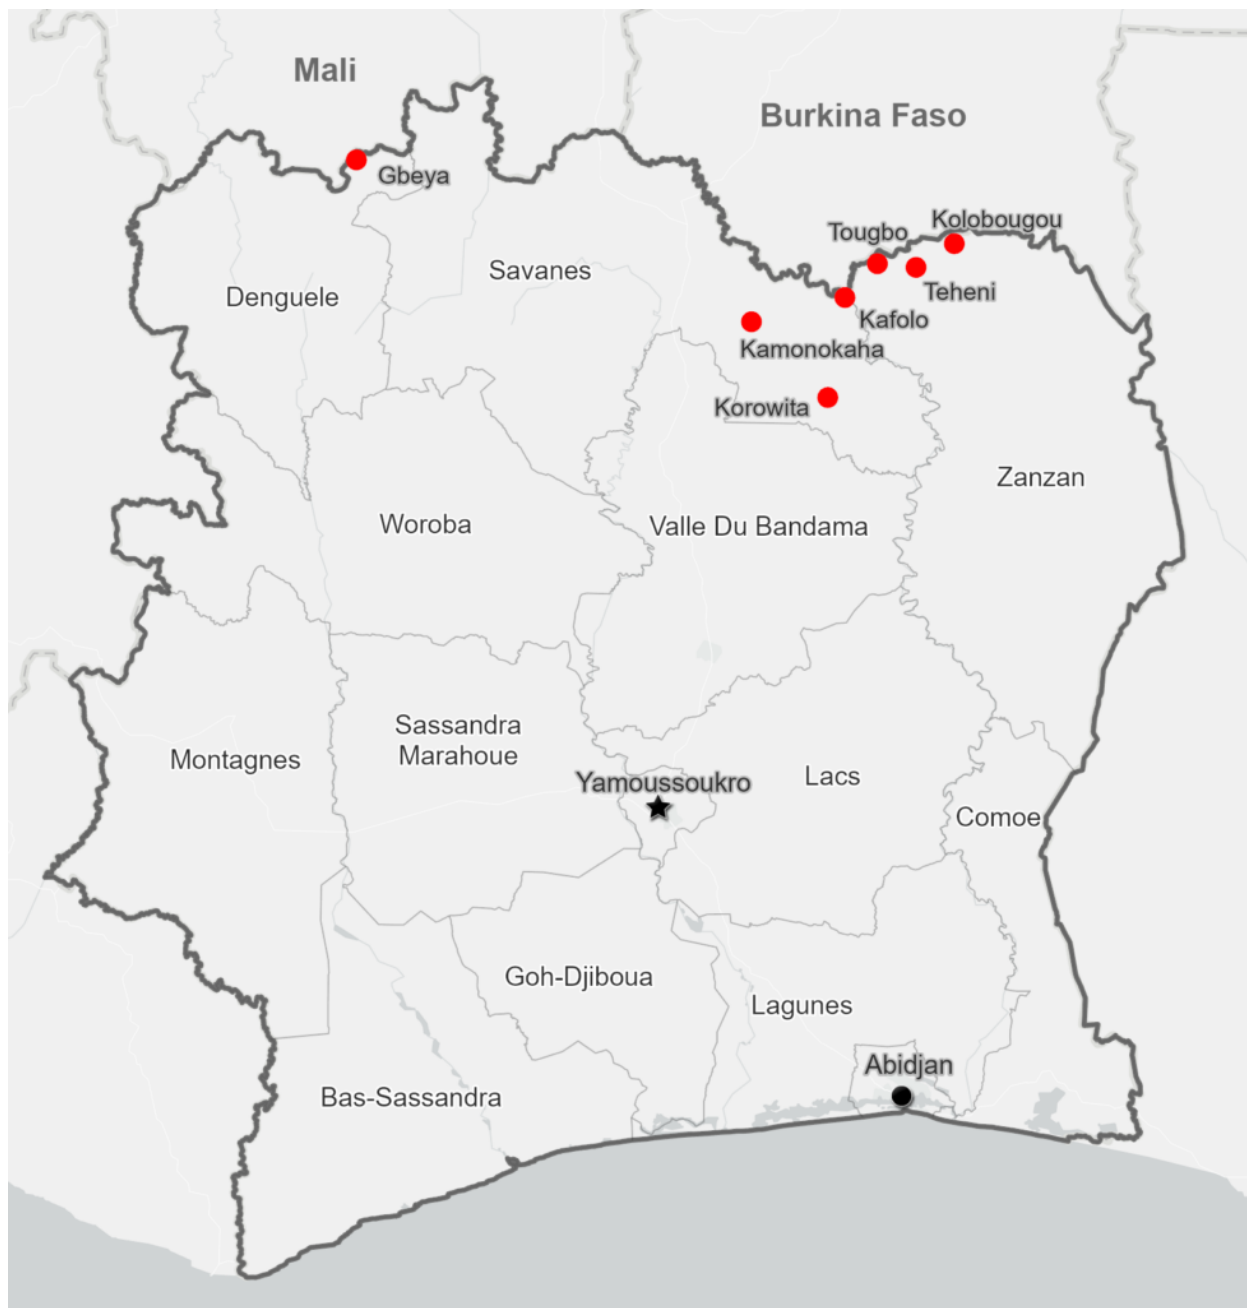 Mali
Burkina Faso
Gbeya
Kolobougou
Tougbo
Savanes
Teheni
Denguele
Kafolo
Kamonokaha
Korowita
Zanzan
Woroba
Valle Du Bandama
Sassandra
Marahoue
Montagnes
Yamoussoukro
Lacs
Comoe
Goh-Djiboua
Lagunes
Abidjan
Bas-Sassandra